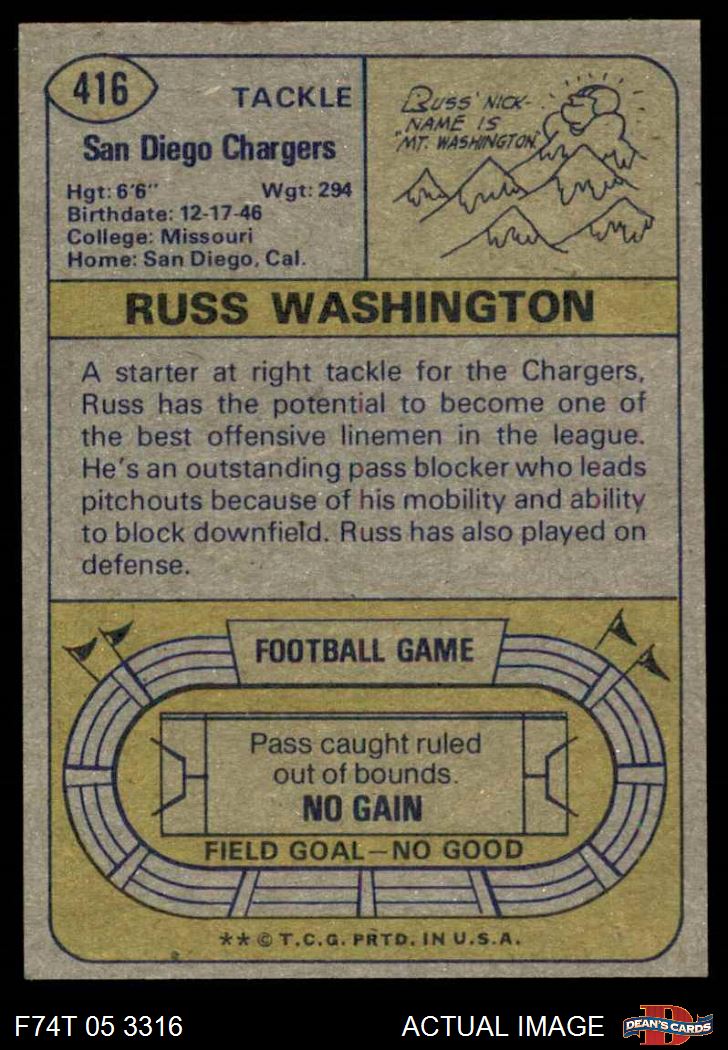 416
TACKLE
San Diego Chargers
Hgt: 6'6" Wgt: 294
Birthdate: 12-17-46
College: Missouri
Home: San Diego, Cal.
RUSS' NICK-
NAME IS
"MT. WASHINGTON"
RUSS WASHINGTON
A starter at right tackle for the Chargers,
Russ has the potential to become one of
the best offensive linemen in the league.
He's an outstanding pass blocker who leads
pitchouts because of his mobility and ability
to block downfield. Russ has also played on
defense.
FOOTBALL GAME
Pass caught ruled
out of bounds.
NO GAIN
FIELD GOAL—NO GOOD
** © T.C.G. PRTD. IN U.S.A.
F74T 05 3316
ACTUAL IMAGE
D
DEAN'S CARDS